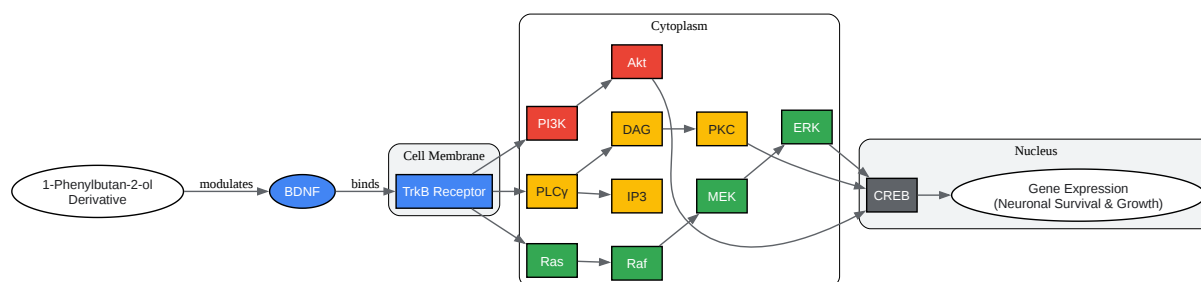 Cytoplasm
Akt
PI3K
DAG
PKC
ERK
Cell Membrane
Nucleus
1-Phenylbutan-2-ol
Derivative
modulates
BDNF
binds
TrkB Receptor
PLCγ
IP3
MEK
CREB
Gene Expression
(Neuronal Survival & Growth)
Ras
Raf